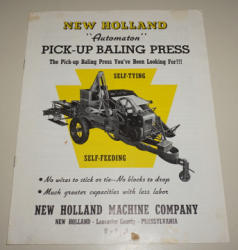 NEW HOLLAND
"Automaton"
PICK-UP BALING PRESS
The Pick-up Baling Press You've Been Looking For!!!
SELF-TYING
SELF-FEEDING
• No wires to stick or tie—No blocks to drop
• Much greater capacities with less labor
NEW HOLLAND MACHINE COMPANY
NEW HOLLAND - Lancaster County - PENNSYLVANIA